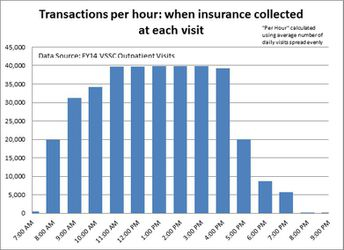 Transactions per hour: when insurance collected
at each visit
"Per Hour" calculated
using average number of
daily visits spread evenly
45,000
Data Source: FY14 VSSC Outpatient Visits
40,000
35,000
30,000
25,000
20,000
15,000
10,000
5,000
0
7:00 AM
8:00 AM
9:00 AM
10:00 AM
11:00 AM
12:00 PM
1:00 PM
2:00 PM
3:00 PM
4:00 PM
5:00 PM
6:00 PM
7:00 PM
8:00 PM
9:00 PM